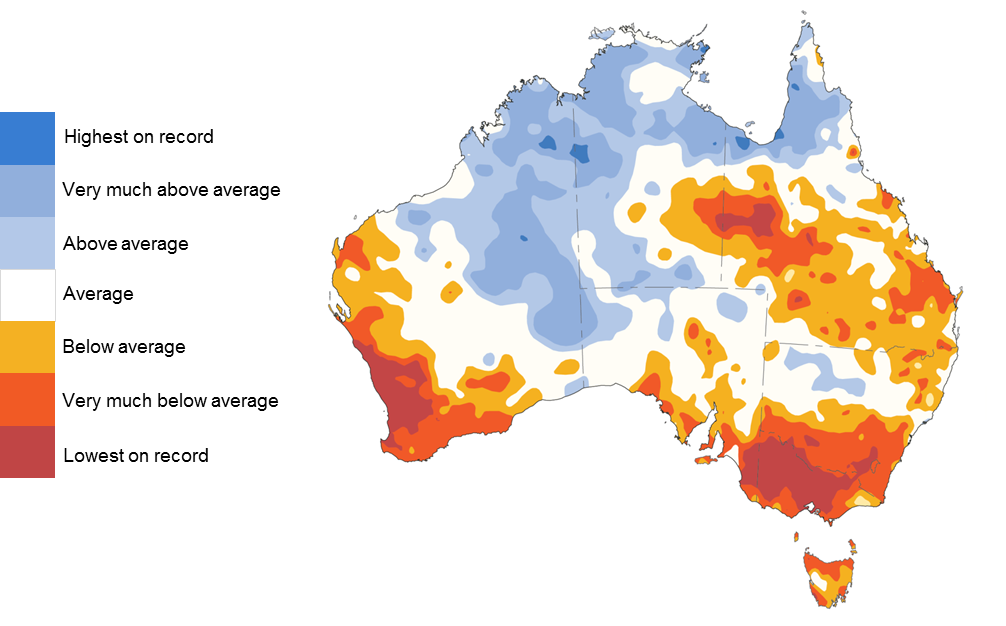 Highest on record
Very much above average
Above average
Average
Below average
Very much below average
Lowest on record